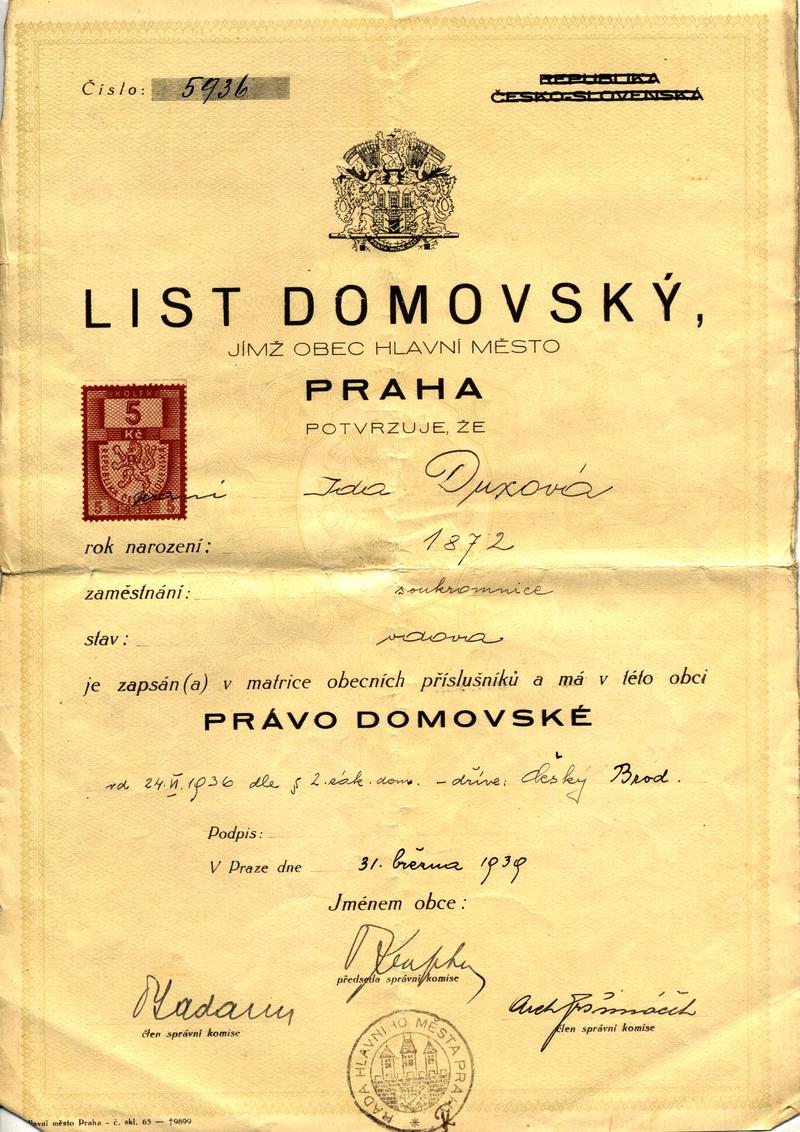 Číslo: 5936
REPUBLIKA
ČESKO-SLOVENSKÁ
LIST DOMOVSKÝ,
JÍMŽ OBEC HLAVNÍ MĚSTO
PRAHA
POTVRZUJE, ŽE
KOLEK
5
Kč
paní Ida Duxová
rok narození: 1872
zaměstnání: soukromnice
stav: vdova
je zapsán(a) v matrice obecních příslušníků a má v této obci
PRÁVO DOMOVSKÉ
od 24.VI.1936 dle § 2. zák. dom. - dříve: Český Brod.
Podpis:
V Praze dne 31. března 1939
Jménem obce:
předseda správní komise
člen správní komise
člen správní komise
RADA HLAVNÍHO MĚSTA PRAHY
Hlavní město Praha - č. skl. 65 — †9899